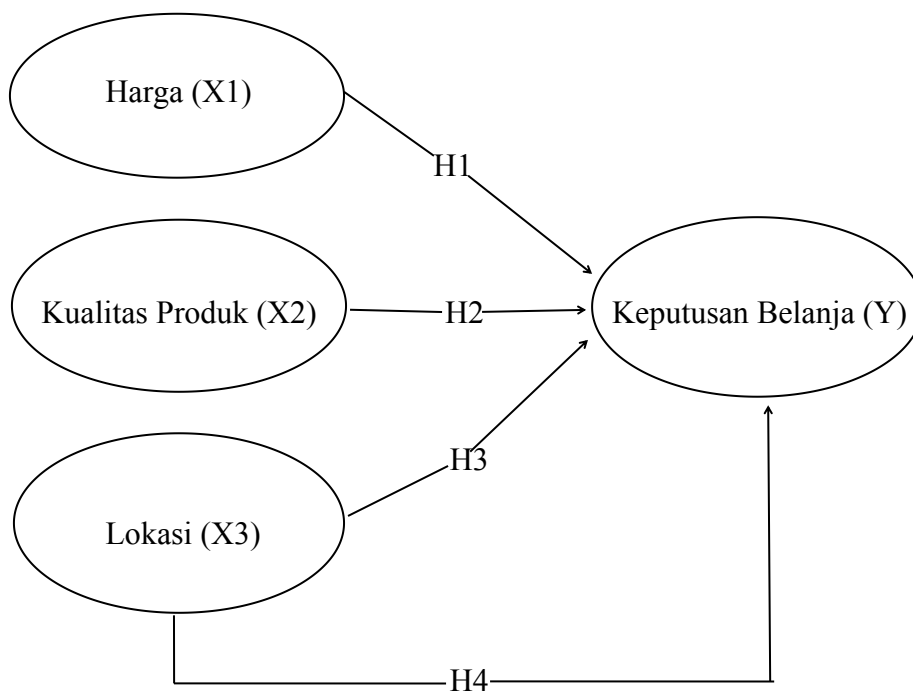 Harga (X1)
H1
Kualitas Produk (X2)
H2
Keputusan Belanja (Y)
H3
Lokasi (X3)
H4